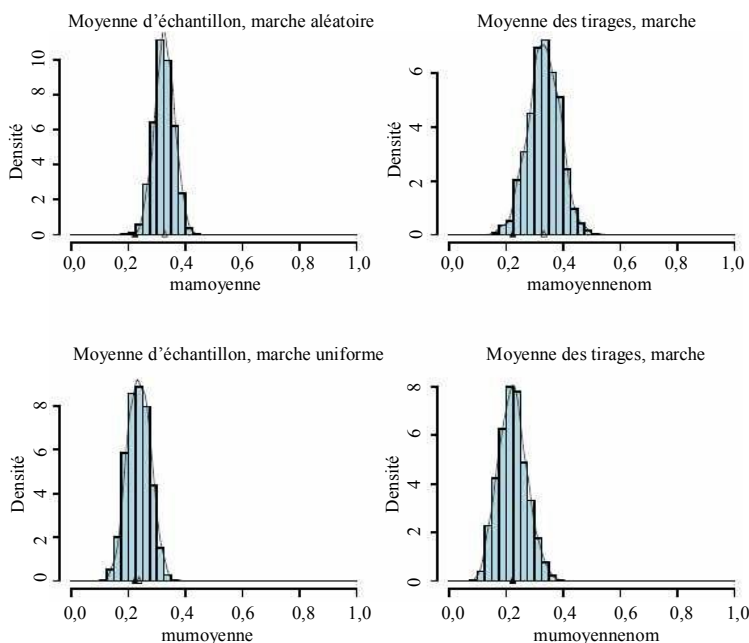 Moyenne d'échantillon, marche aléatoire
Densité
0 2 4 6 8 10
0,0 0,2 0,4 0,6 0,8 1,0
mamoyenne
Moyenne des tirages, marche
Densité
0 2 4 6
0,0 0,2 0,4 0,6 0,8 1,0
mamoyennenom
Moyenne d'échantillon, marche uniforme
Densité
0 2 4 6 8
0,0 0,2 0,4 0,6 0,8 1,0
mumoyenne
Moyenne des tirages, marche
Densité
0 2 4 6 8
0,0 0,2 0,4 0,6 0,8 1,0
mumoyennenom